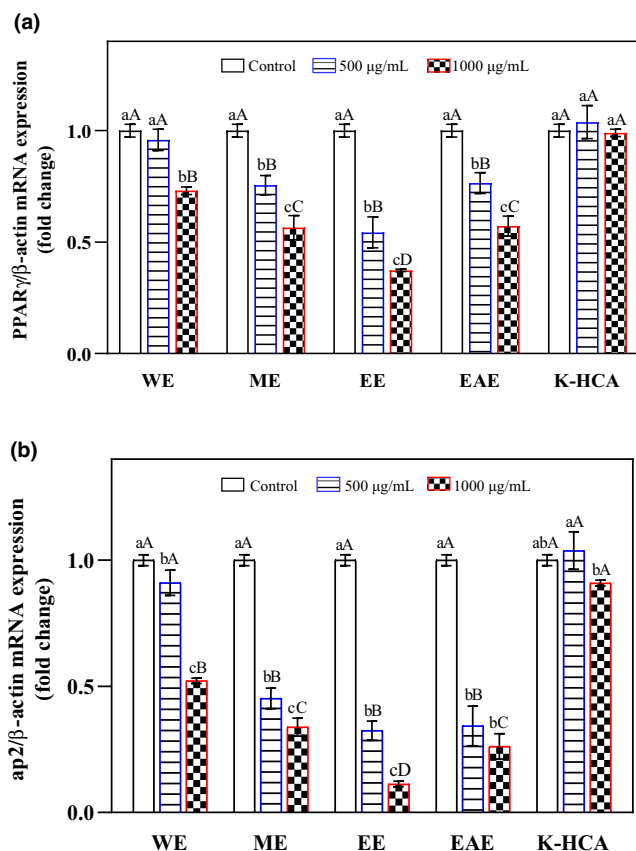 (a)
Control 500 μg/mL 1000 μg/mL
PPARγ/β-actin mRNA expression
(fold change)
1.0
0.5
0.0
aA aA bB aA bB cC aA bB cD aA bB cC aA aA aA
WE ME EE EAE K-HCA
(b)
Control 500 μg/mL 1000 μg/mL
ap2/β-actin mRNA expression
(fold change)
1.0
0.5
0.0
aA bA cB aA bB cC aA bB cD aA bB bC abA aA bA
WE ME EE EAE K-HCA